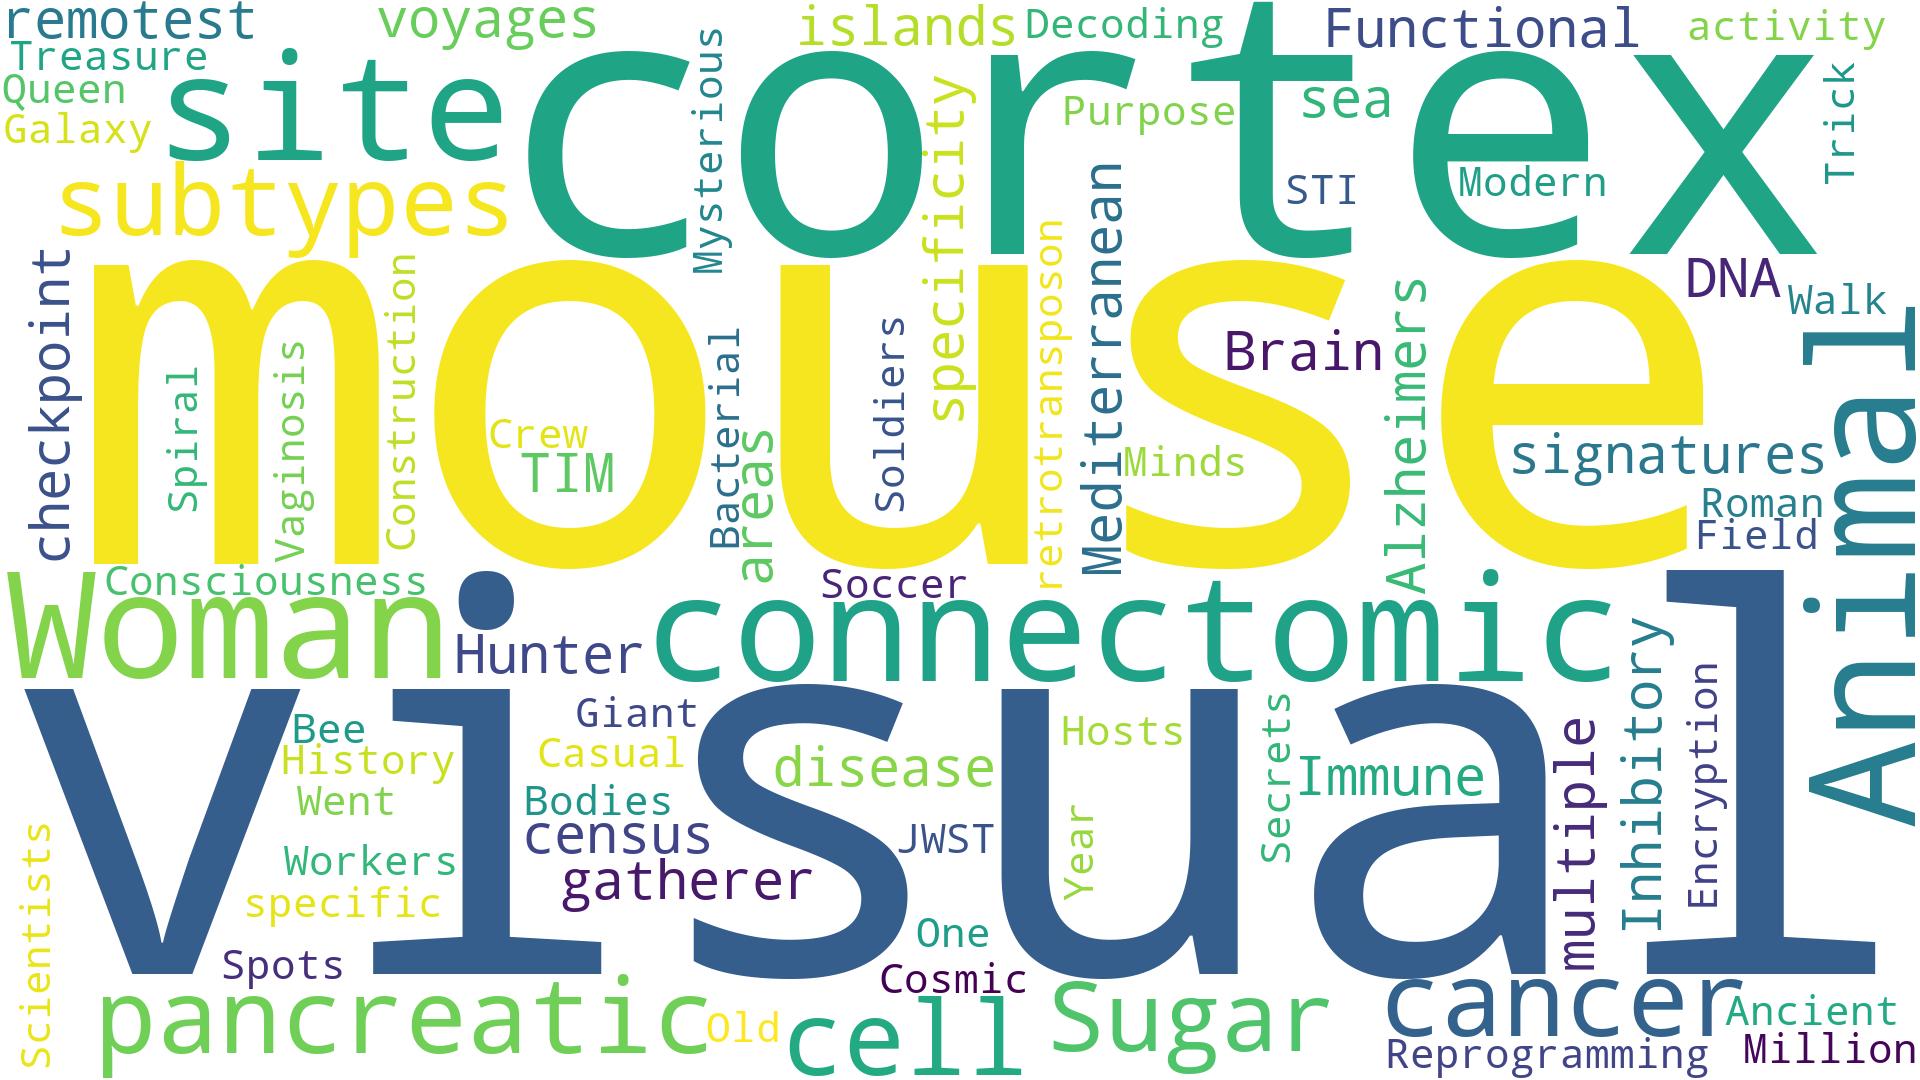 remotest
voyages
islands
Decoding
Functional
activity
Treasure
Queen
Galaxy
site
cortex
Mysterious
specificity
Purpose
sea
Trick
subtypes
STI
Modern
checkpoint
mouse
Construction
retrotransposon
Mediterranean
DNA
Walk
Animal
Spiral
Vaginosis
Bacterial
Soldiers
Brain
Alzheimers
Crew
TIM
areas
Minds
signatures
Roman
Field
Consciousness
Soccer
Woman
Hunter
connectomic
Inhibitory
Encryption
visual
Bee
Giant
Hosts
Secrets
multiple
History
Casual
disease
Immune
Went
Bodies
census
JWST
Year
Workers
gatherer
Scientists
specific
One
Spots
Cosmic
pancreatic
Old
cell
Sugar
cancer
Ancient
Reprogramming
Million